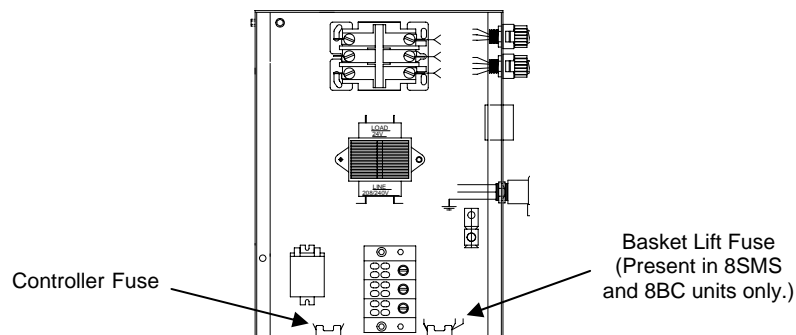 LOAD
24V
LINE
208/240V
Controller Fuse
Basket Lift Fuse
(Present in 8SMS
and 8BC units only.)